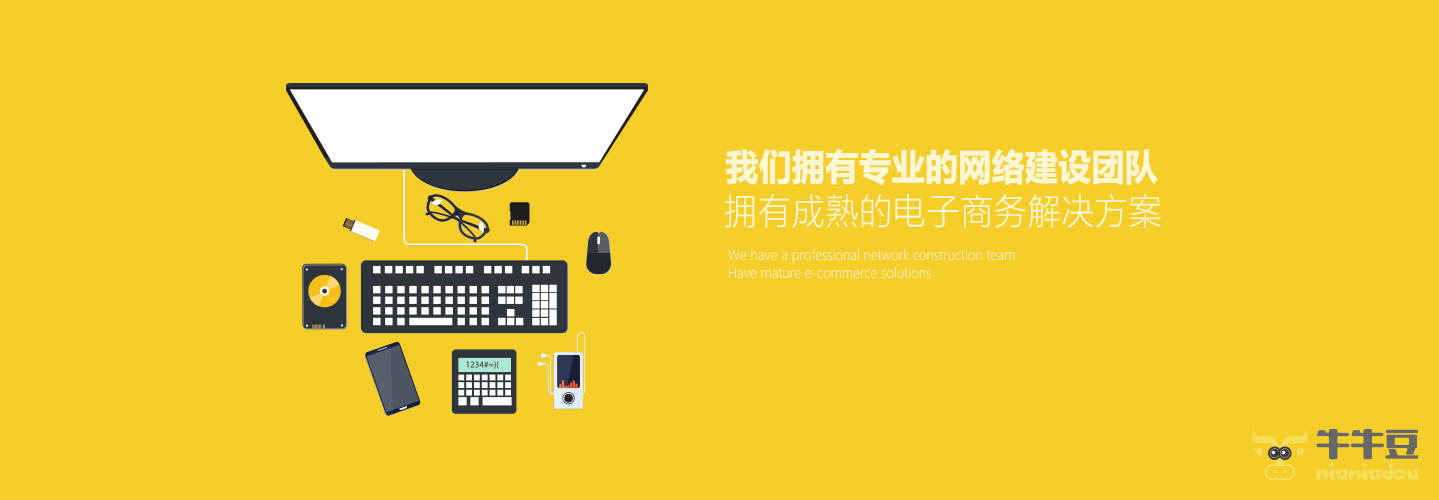 我们拥有专业的网络建设团队
拥有成熟的电子商务解决方案
We have a professional network construction team
Have mature e-commerce solutions
1234#=)(
牛牛豆
niuniudou